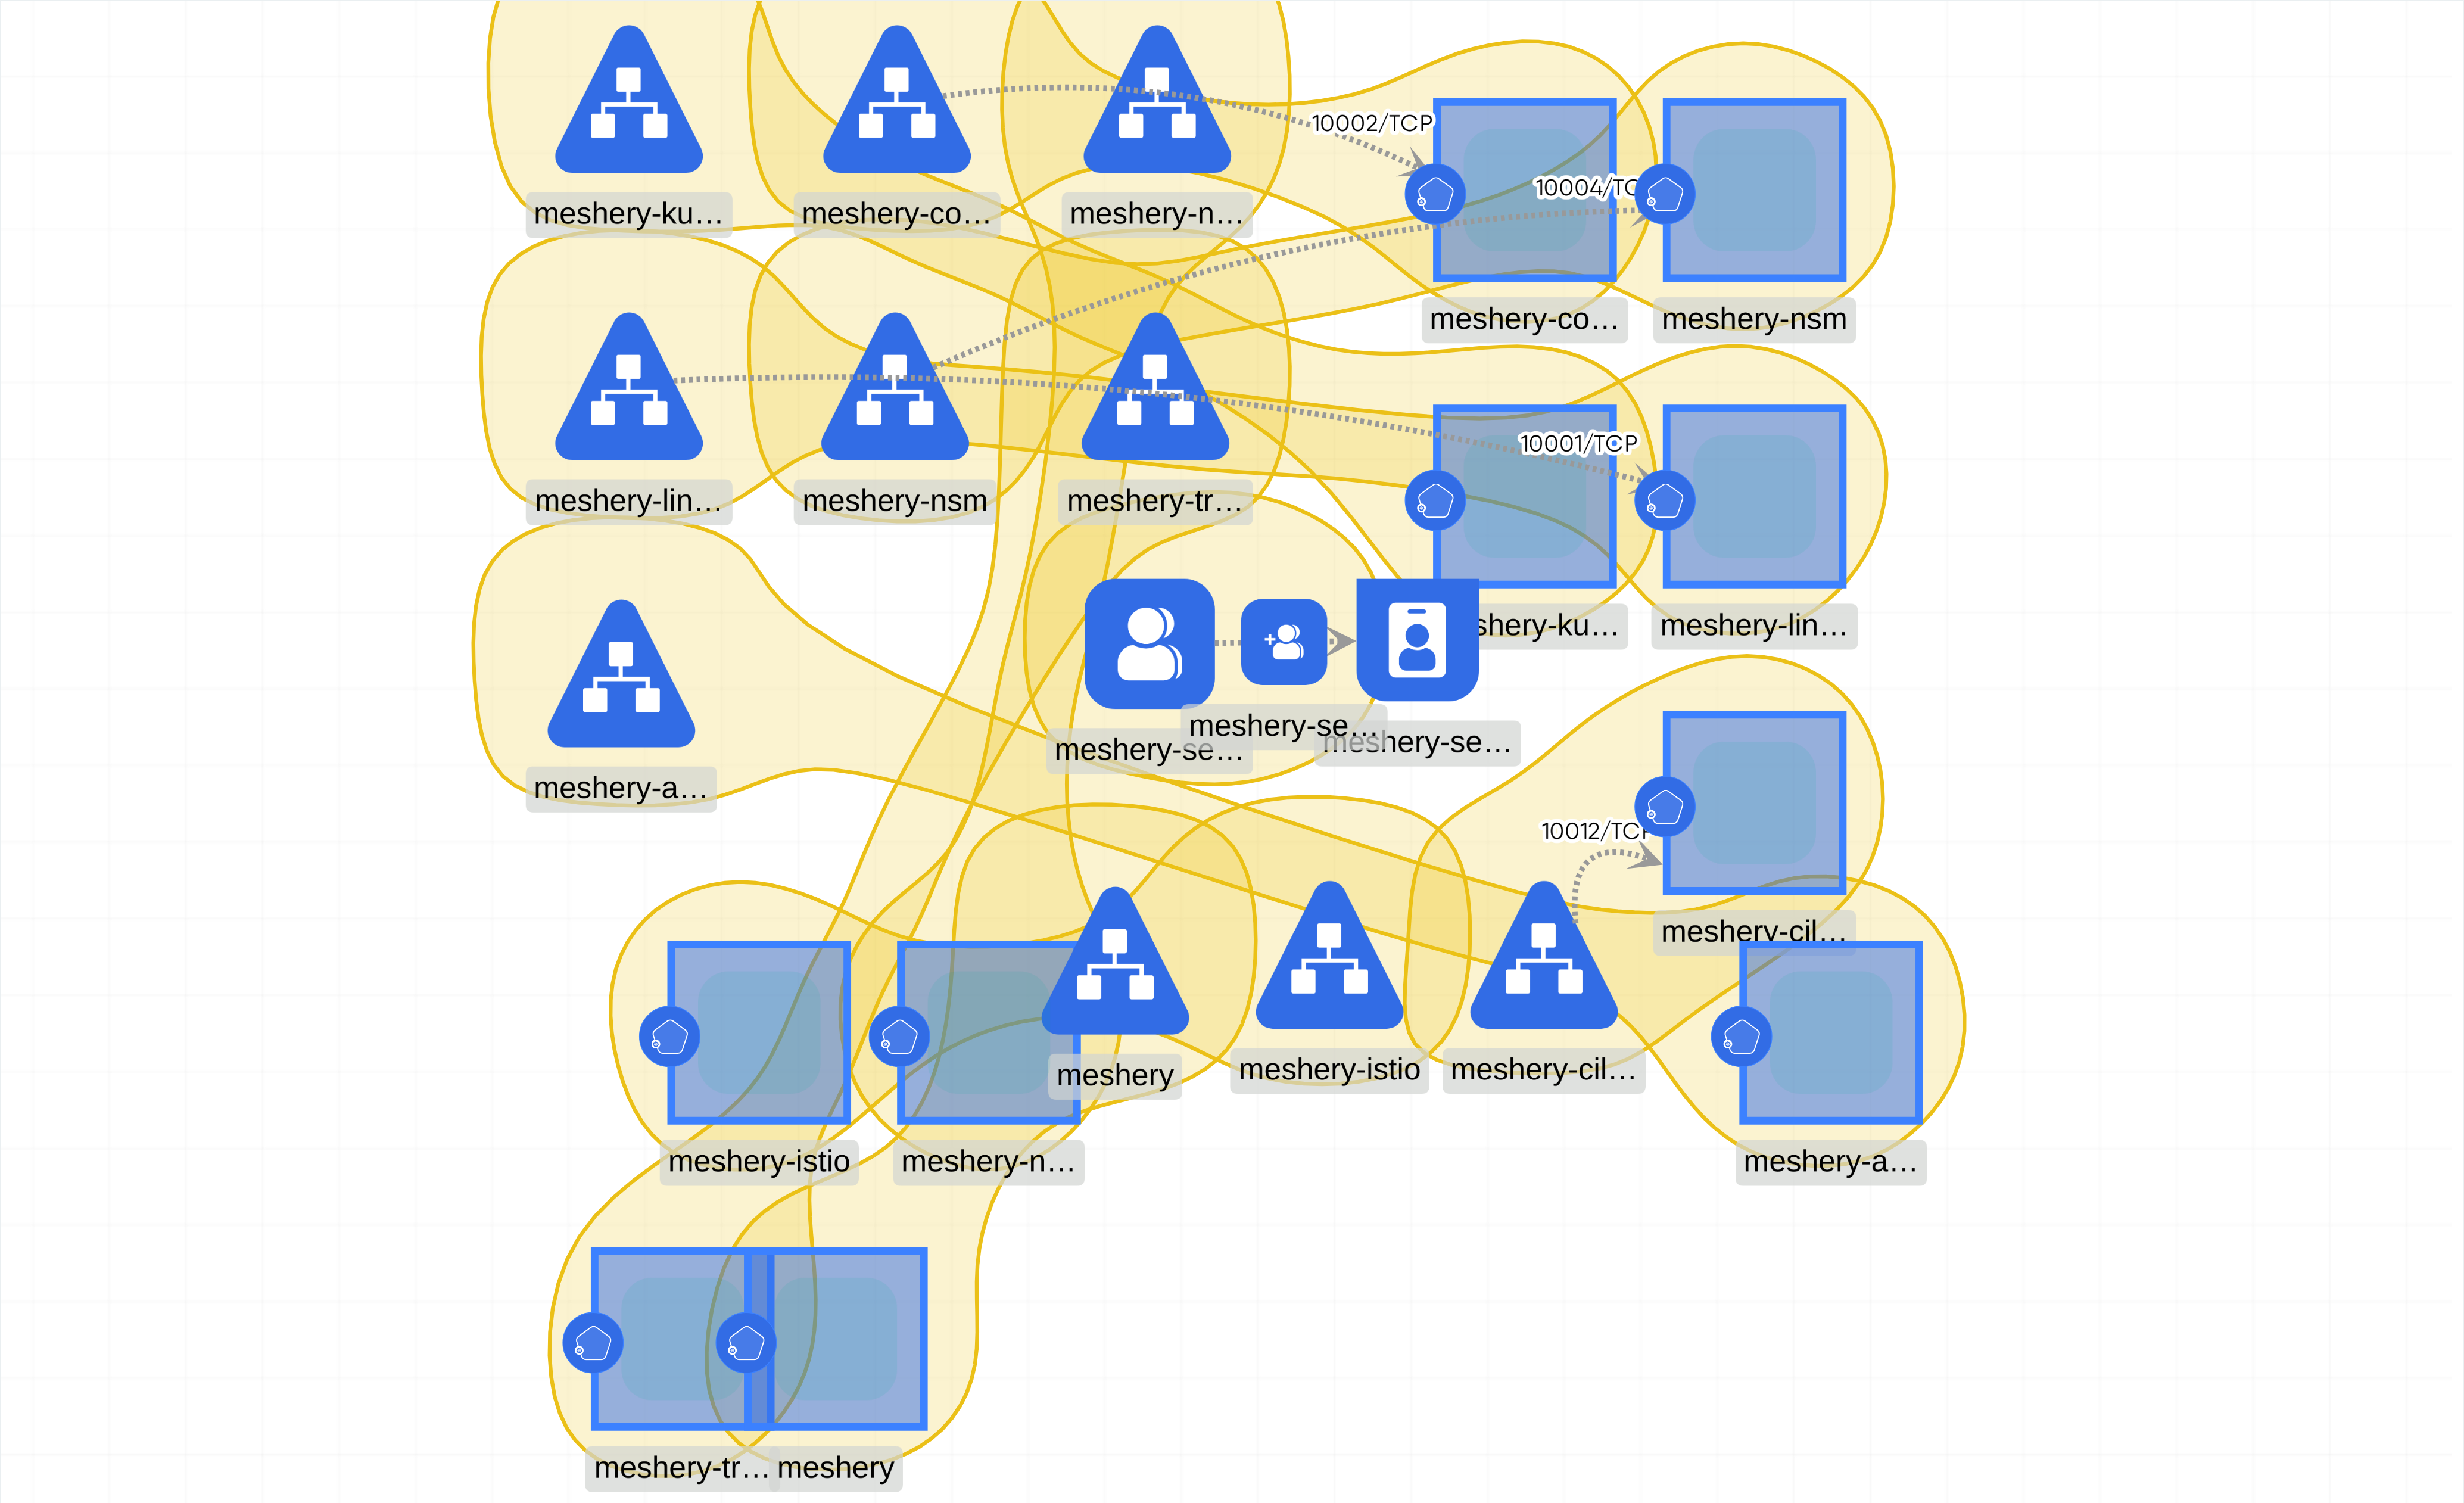 10002/TCP
10004/TC
meshery-ku…
meshery-co…
meshery-n…
meshery-co…
meshery-nsm
10001/TCP
meshery-lin…
meshery-nsm
meshery-tr…
shery-ku…
meshery-lin…
meshery-se…
meshery-se…
meshery-se…
meshery-a…
10012/TCP
meshery-cil…
meshery
meshery-istio
meshery-cil…
meshery-istio
meshery-n…
meshery-a…
meshery-tr…
meshery